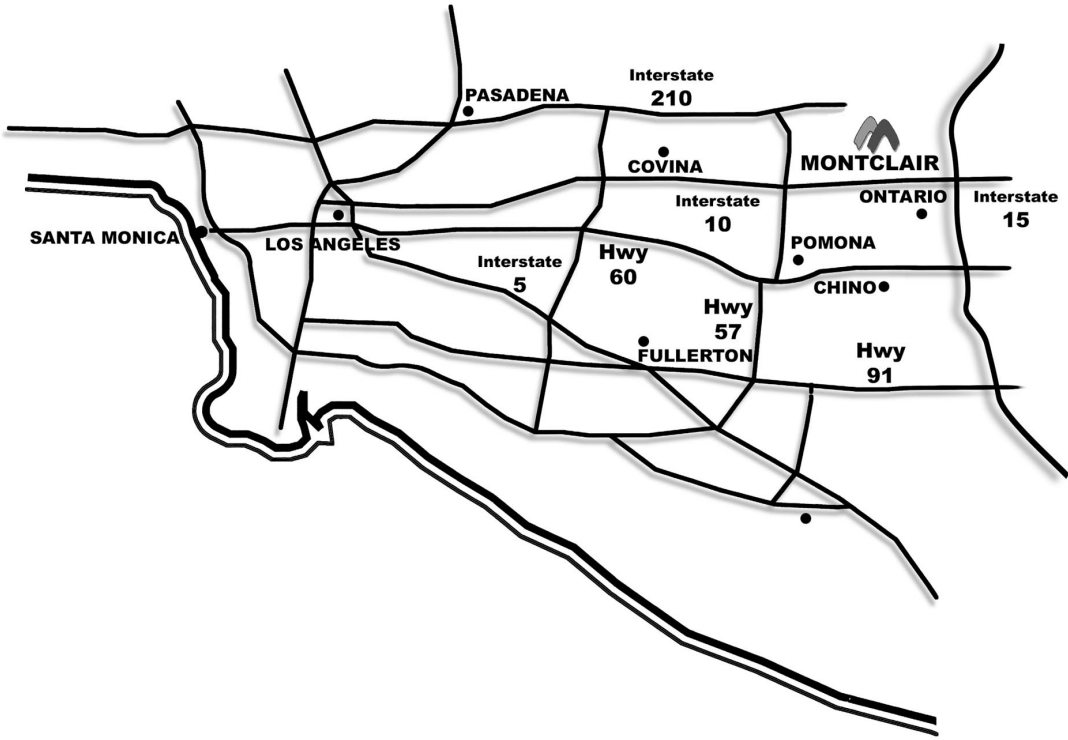 Interstate
210
PASADENA
COVINA
MONTCLAIR
Interstate
10
ONTARIO
Interstate
15
SANTA MONICA
LOS ANGELES
Interstate
5
Hwy
60
POMONA
CHINO
Hwy
57
FULLERTON
Hwy
91